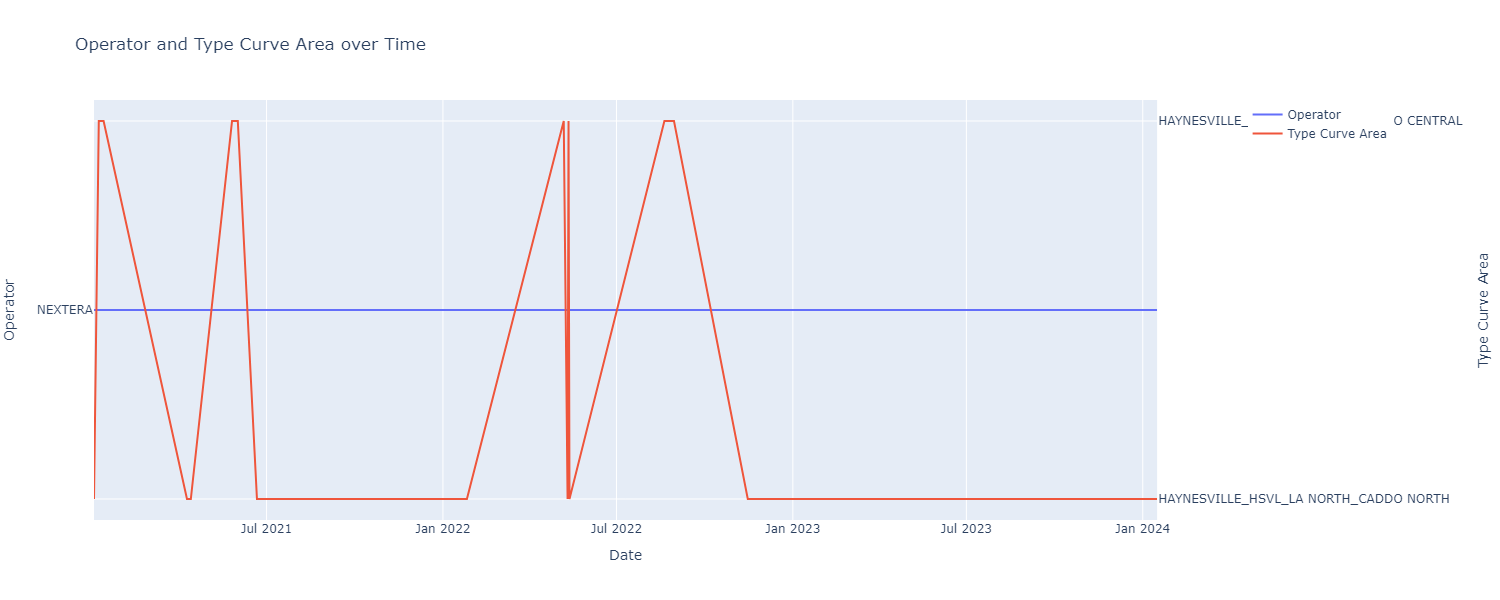 Operator and Type Curve Area over Time
HAYNESVILLE_
O CENTRAL
Operator
Type Curve Area
Operator
NEXTERA
Type Curve Area
HAYNESVILLE_HSVL_LA NORTH_CADDO NORTH
Jul 2021
Jan 2022
Jul 2022
Jan 2023
Jul 2023
Jan 2024
Date